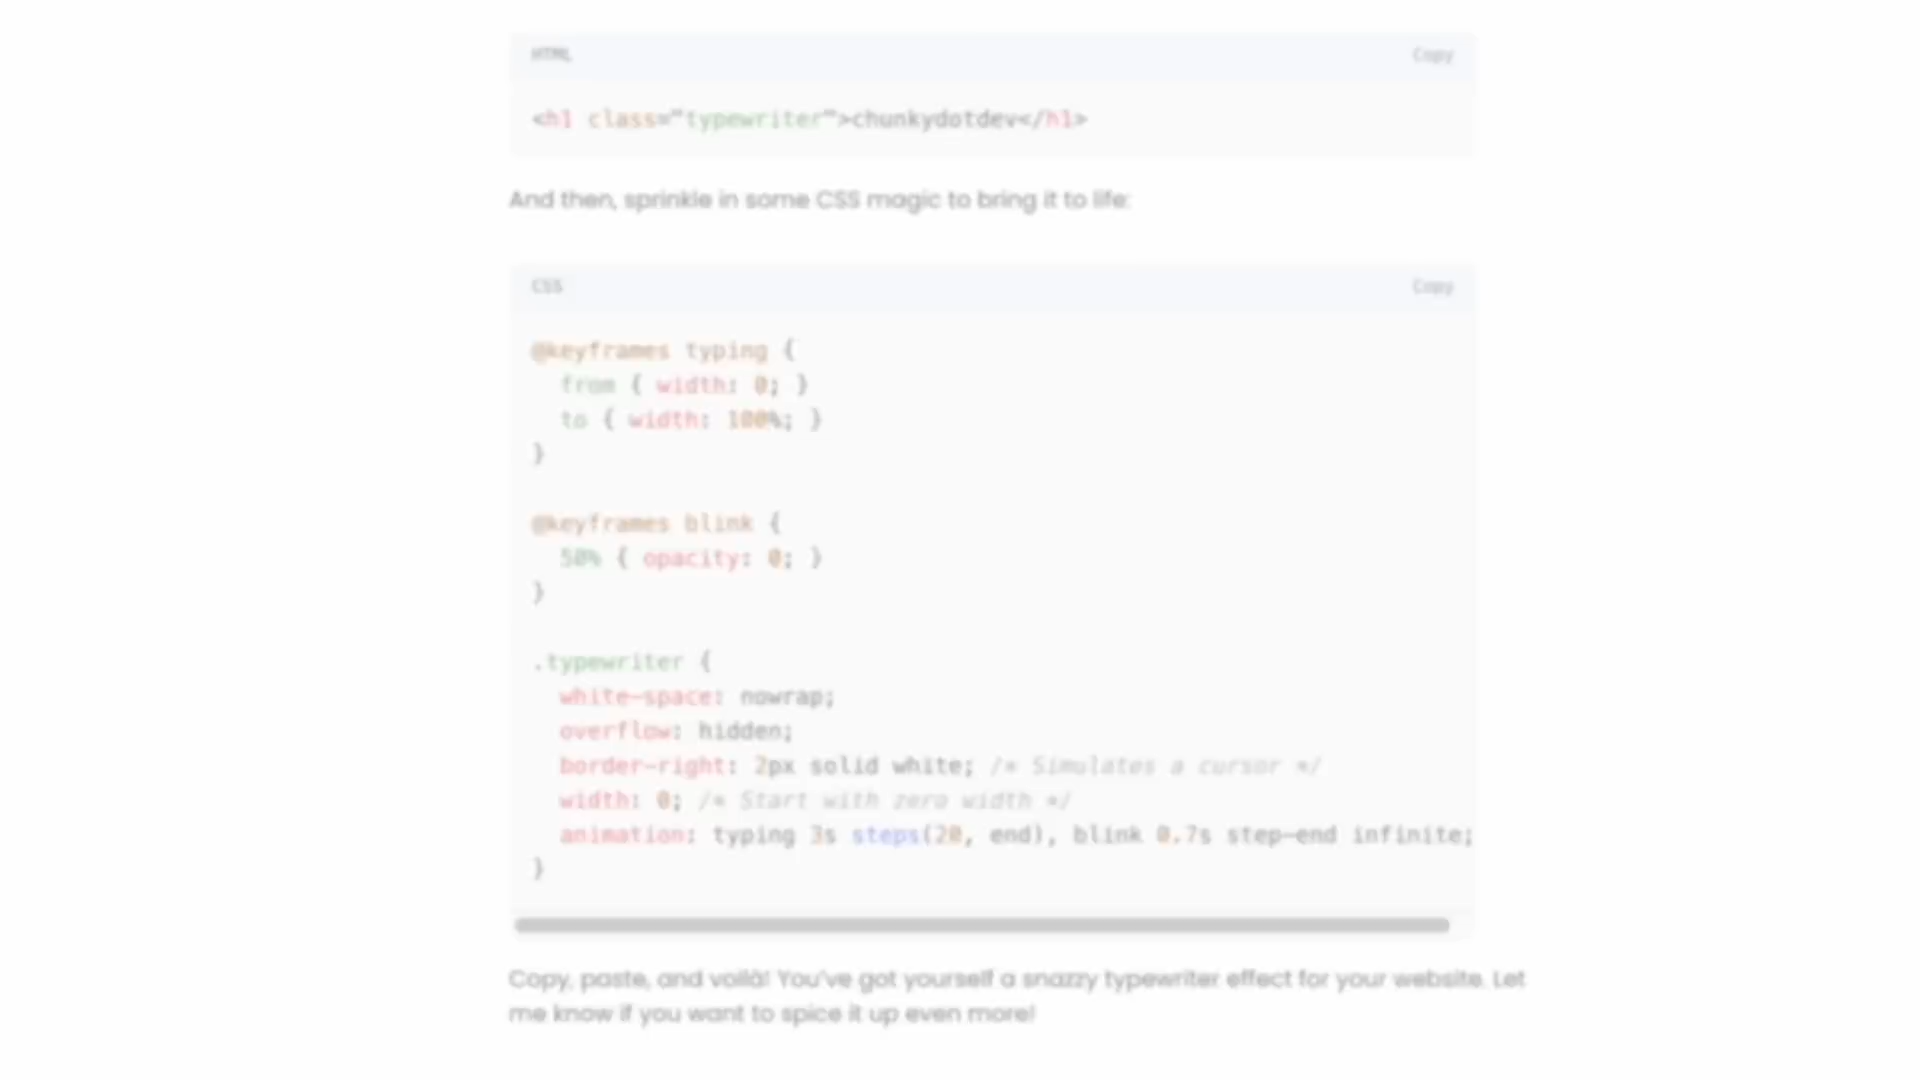 HTML Copy
<h1 class="typewriter">chunkydotdev</h1>
And then, sprinkle in some CSS magic to bring it to life:
CSS Copy
@keyframes typing {
  from { width: 0; }
  to { width: 100%; }
}
@keyframes blink {
  50% { opacity: 0; }
}
.typewriter {
  white-space: nowrap;
  overflow: hidden;
  border-right: 2px solid white; /* Simulates a cursor */
  width: 0; /* Start with zero width */
  animation: typing 3s steps(20, end), blink 0.7s step-end infinite;
}
Copy, paste, and voilà! You've got yourself a snazzy typewriter effect for your website. Let
me know if you want to spice it up even more!